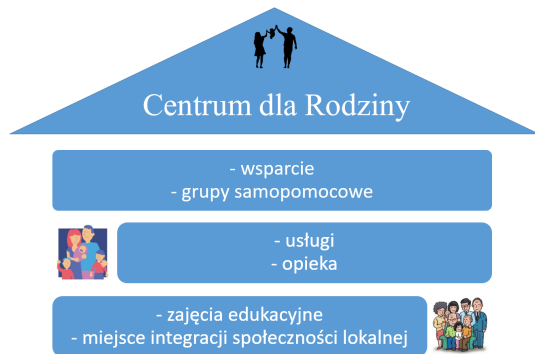 Centrum dla Rodziny
- wsparcie
- grupy samopomocowe
- usługi
- opieka
- zajęcia edukacyjne
- miejsce integracji społeczności lokalnej